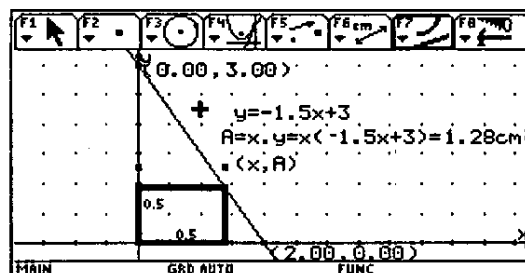 F1 F2 F3 F4 F5 F6cm F7 F8
y
(0.00,3.00)
y=-1.5x+3
A=x.y=x(-1.5x+3)=1.28cm
(x,A)
0.5
0.5
x
(2.00,0.00)
MAIN GRD AUTO FUNC